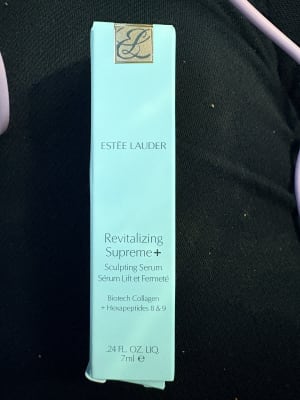 EL
ESTĒE LAUDER
Revitalizing
Supreme+
Sculpting Serum
Sérum Lift et Fermeté
Biotech Collagen
+ Hexapeptides 8 & 9
.24 FL. OZ. LIQ.
7ml ℮